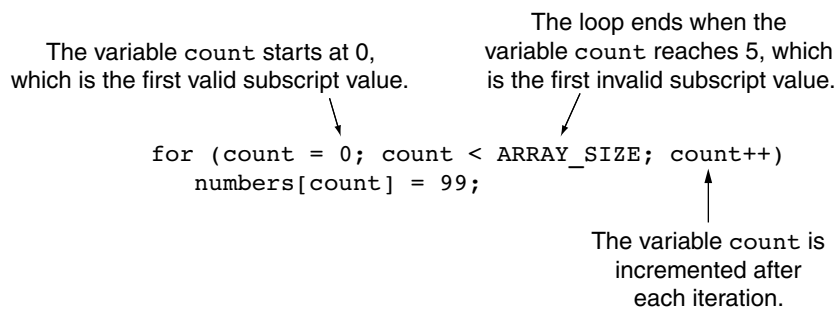 The variable count starts at 0,
which is the first valid subscript value.
The loop ends when the
variable count reaches 5, which
is the first invalid subscript value.
for (count = 0; count < ARRAY_SIZE; count++)
numbers[count] = 99;
The variable count is
incremented after
each iteration.